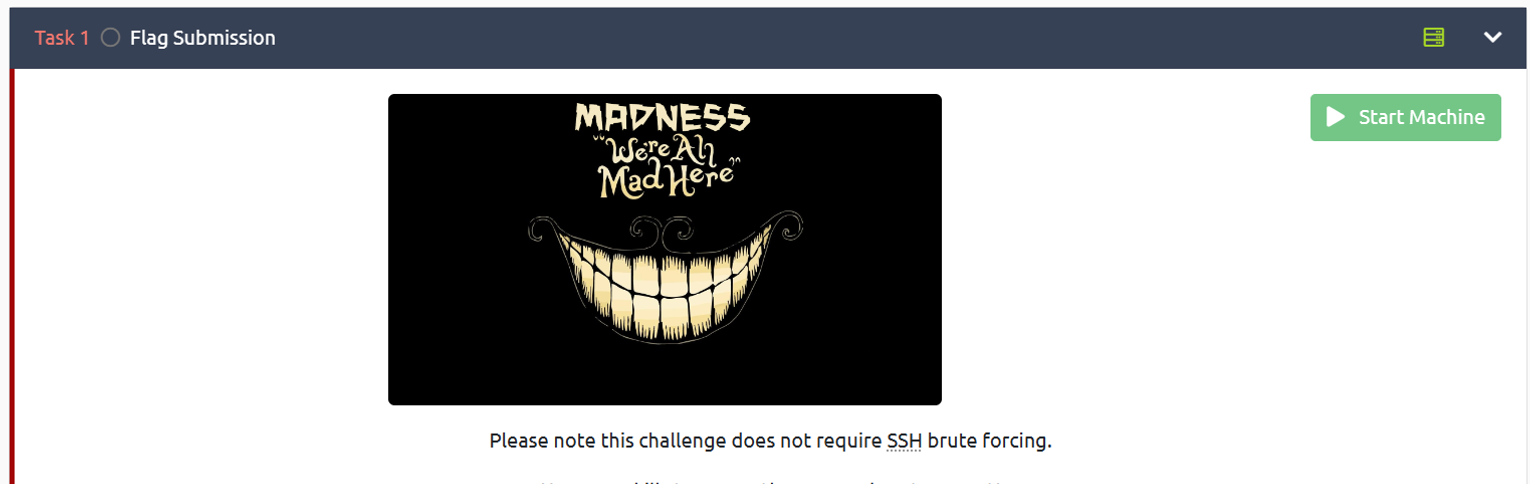 Task 1 Flag Submission
Start Machine
MADNESS
"We're All
Mad Here"
Please note this challenge does not require SSH brute forcing.